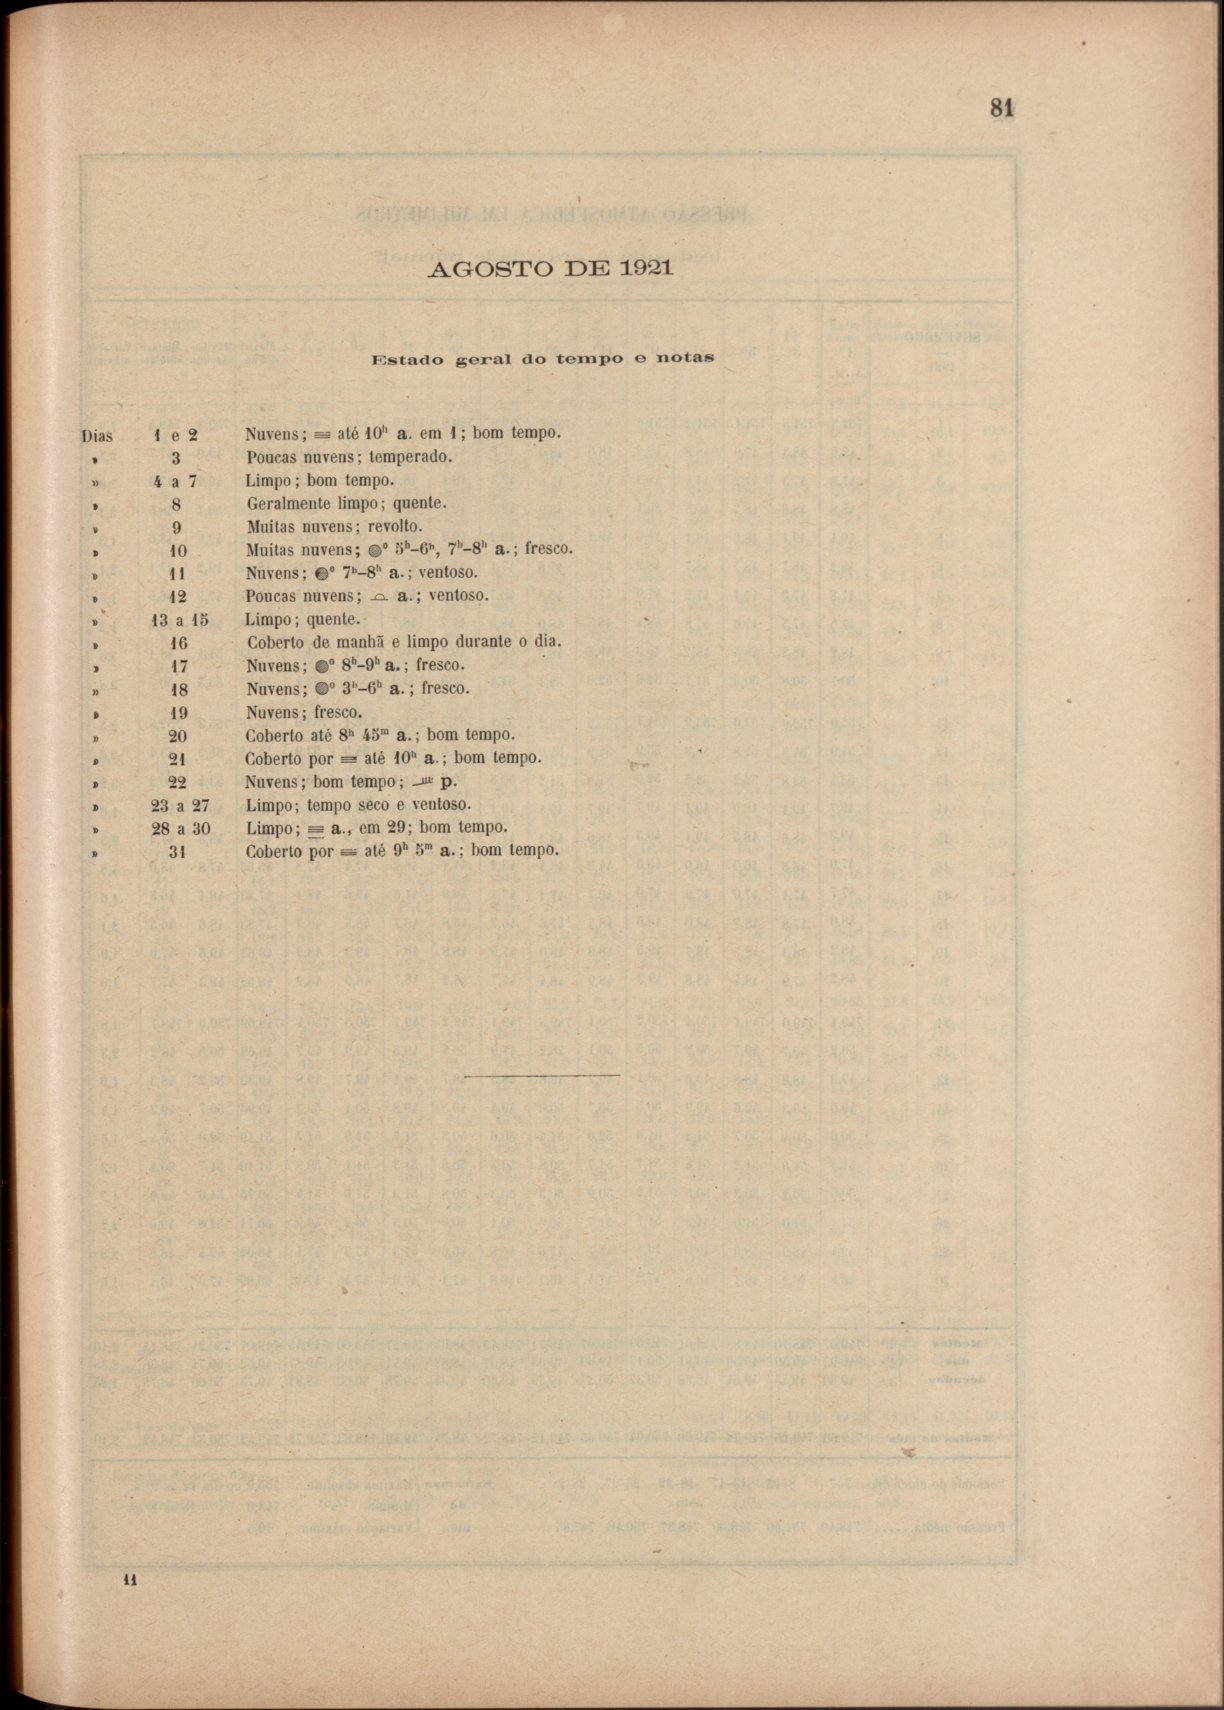 81
AGOSTO DE 1921
Estado geral do tempo e notas
Dias 1 e 2 Nuvens; ≡ até 10ʰ a. em 1; bom tempo.
» 3 Poucas nuvens; temperado.
» 4 a 7 Limpo; bom tempo.
» 8 Geralmente limpo; quente.
» 9 Muitas nuvens; revolto.
» 10 Muitas nuvens; ●⁰ 5ʰ–6ʰ, 7ʰ–8ʰ a.; fresco.
» 11 Nuvens; ●⁰ 7ʰ–8ʰ a.; ventoso.
» 12 Poucas nuvens; ⌓ a.; ventoso.
» 13 a 15 Limpo; quente.
» 16 Coberto de manhã e limpo durante o dia.
» 17 Nuvens; ●⁰ 8ʰ–9ʰ a.; fresco.
» 18 Nuvens; ●⁰ 3ʰ–6ʰ a.; fresco.
» 19 Nuvens; fresco.
» 20 Coberto até 8ʰ 45ᵐ a.; bom tempo.
» 21 Coberto por ≡ até 10ʰ a.; bom tempo.
» 22 Nuvens; bom tempo; p.
» 23 a 27 Limpo; tempo seco e ventoso.
» 28 a 30 Limpo; ≡ a., em 29; bom tempo.
» 31 Coberto por ≡ até 9ʰ 5ᵐ a.; bom tempo.
11